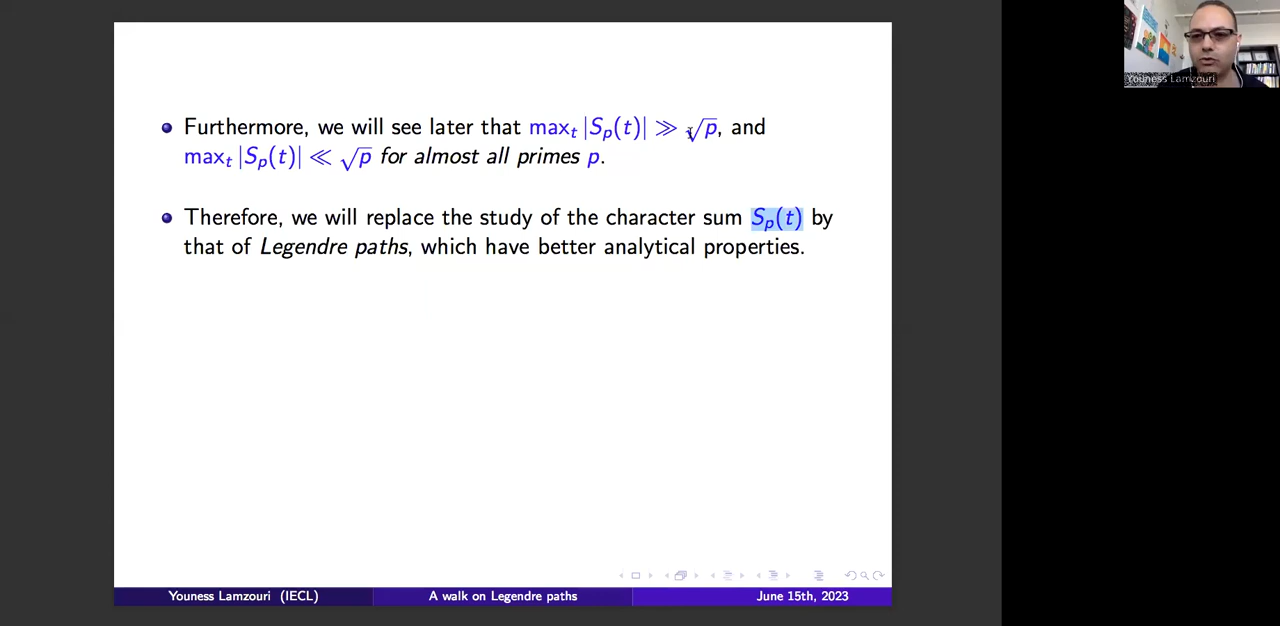 Furthermore, we will see later that max_t |S_p(t)| ≫ √p, and
max_t |S_p(t)| ≪ √p for almost all primes p.
Therefore, we will replace the study of the character sum S_p(t) by
that of Legendre paths, which have better analytical properties.
Youness Lamzouri (IECL) A walk on Legendre paths June 15th, 2023
Youness Lamzouri